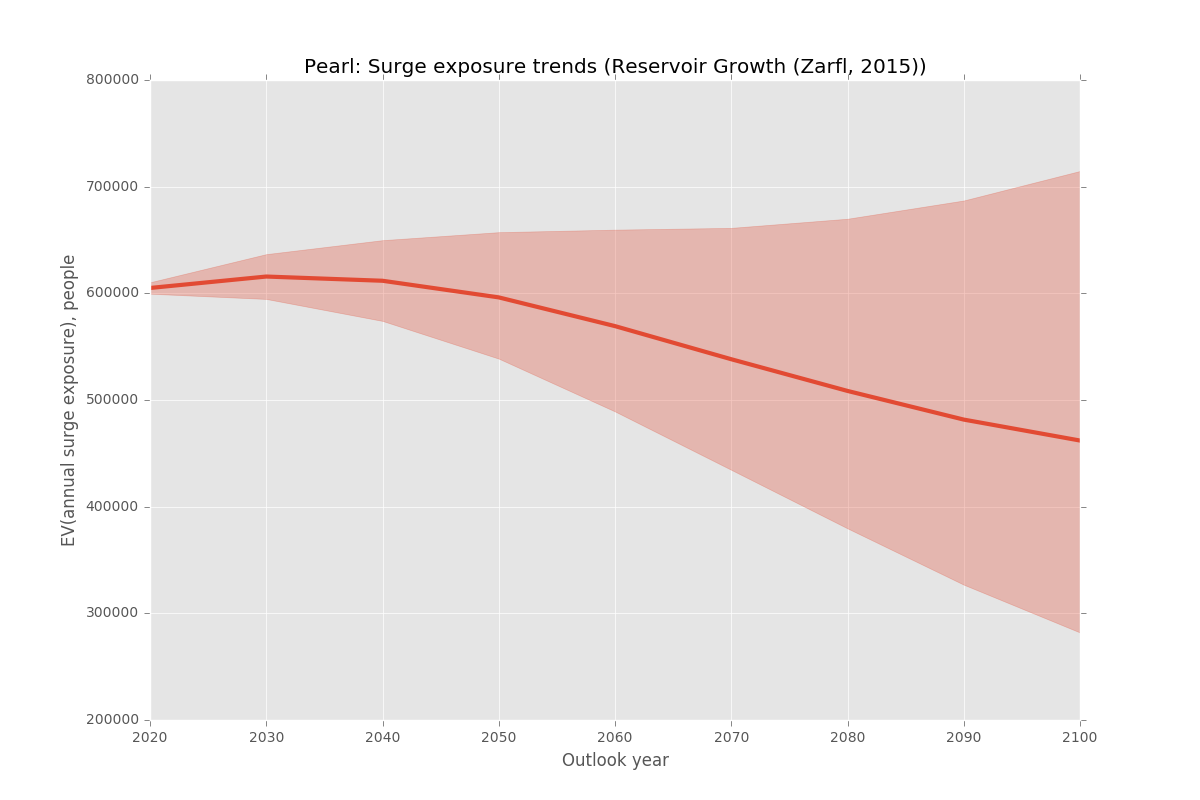 Pearl: Surge exposure trends (Reservoir Growth (Zarfl, 2015))
800000
700000
600000
500000
400000
300000
200000
EV(annual surge exposure), people
2020 2030 2040 2050 2060 2070 2080 2090 2100
Outlook year